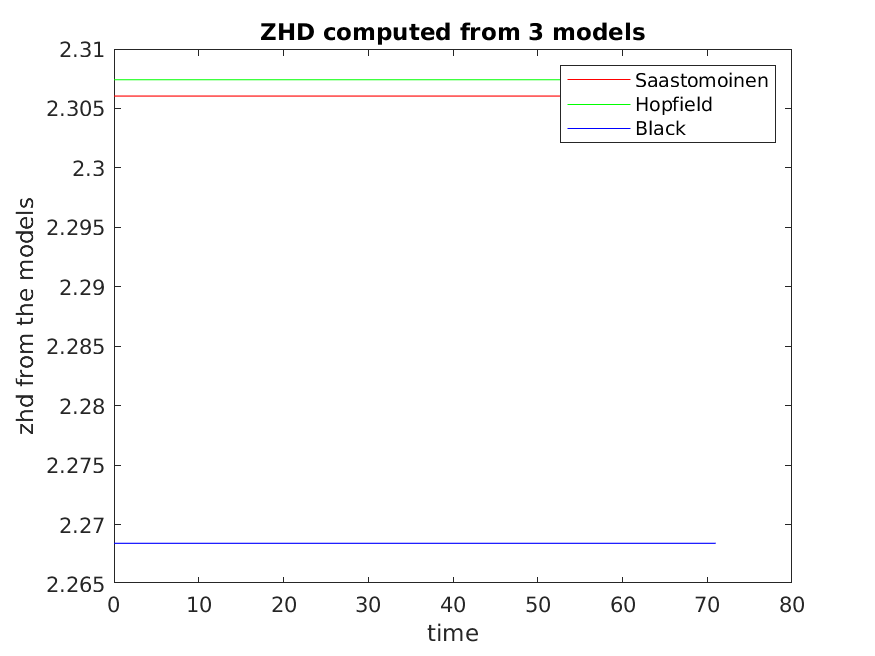 ZHD computed from 3 models
2.31
2.305
2.3
2.295
2.29
2.285
2.28
2.275
2.27
2.265
zhd from the models
Saastomoinen
Hopfield
Black
0 10 20 30 40 50 60 70 80
time